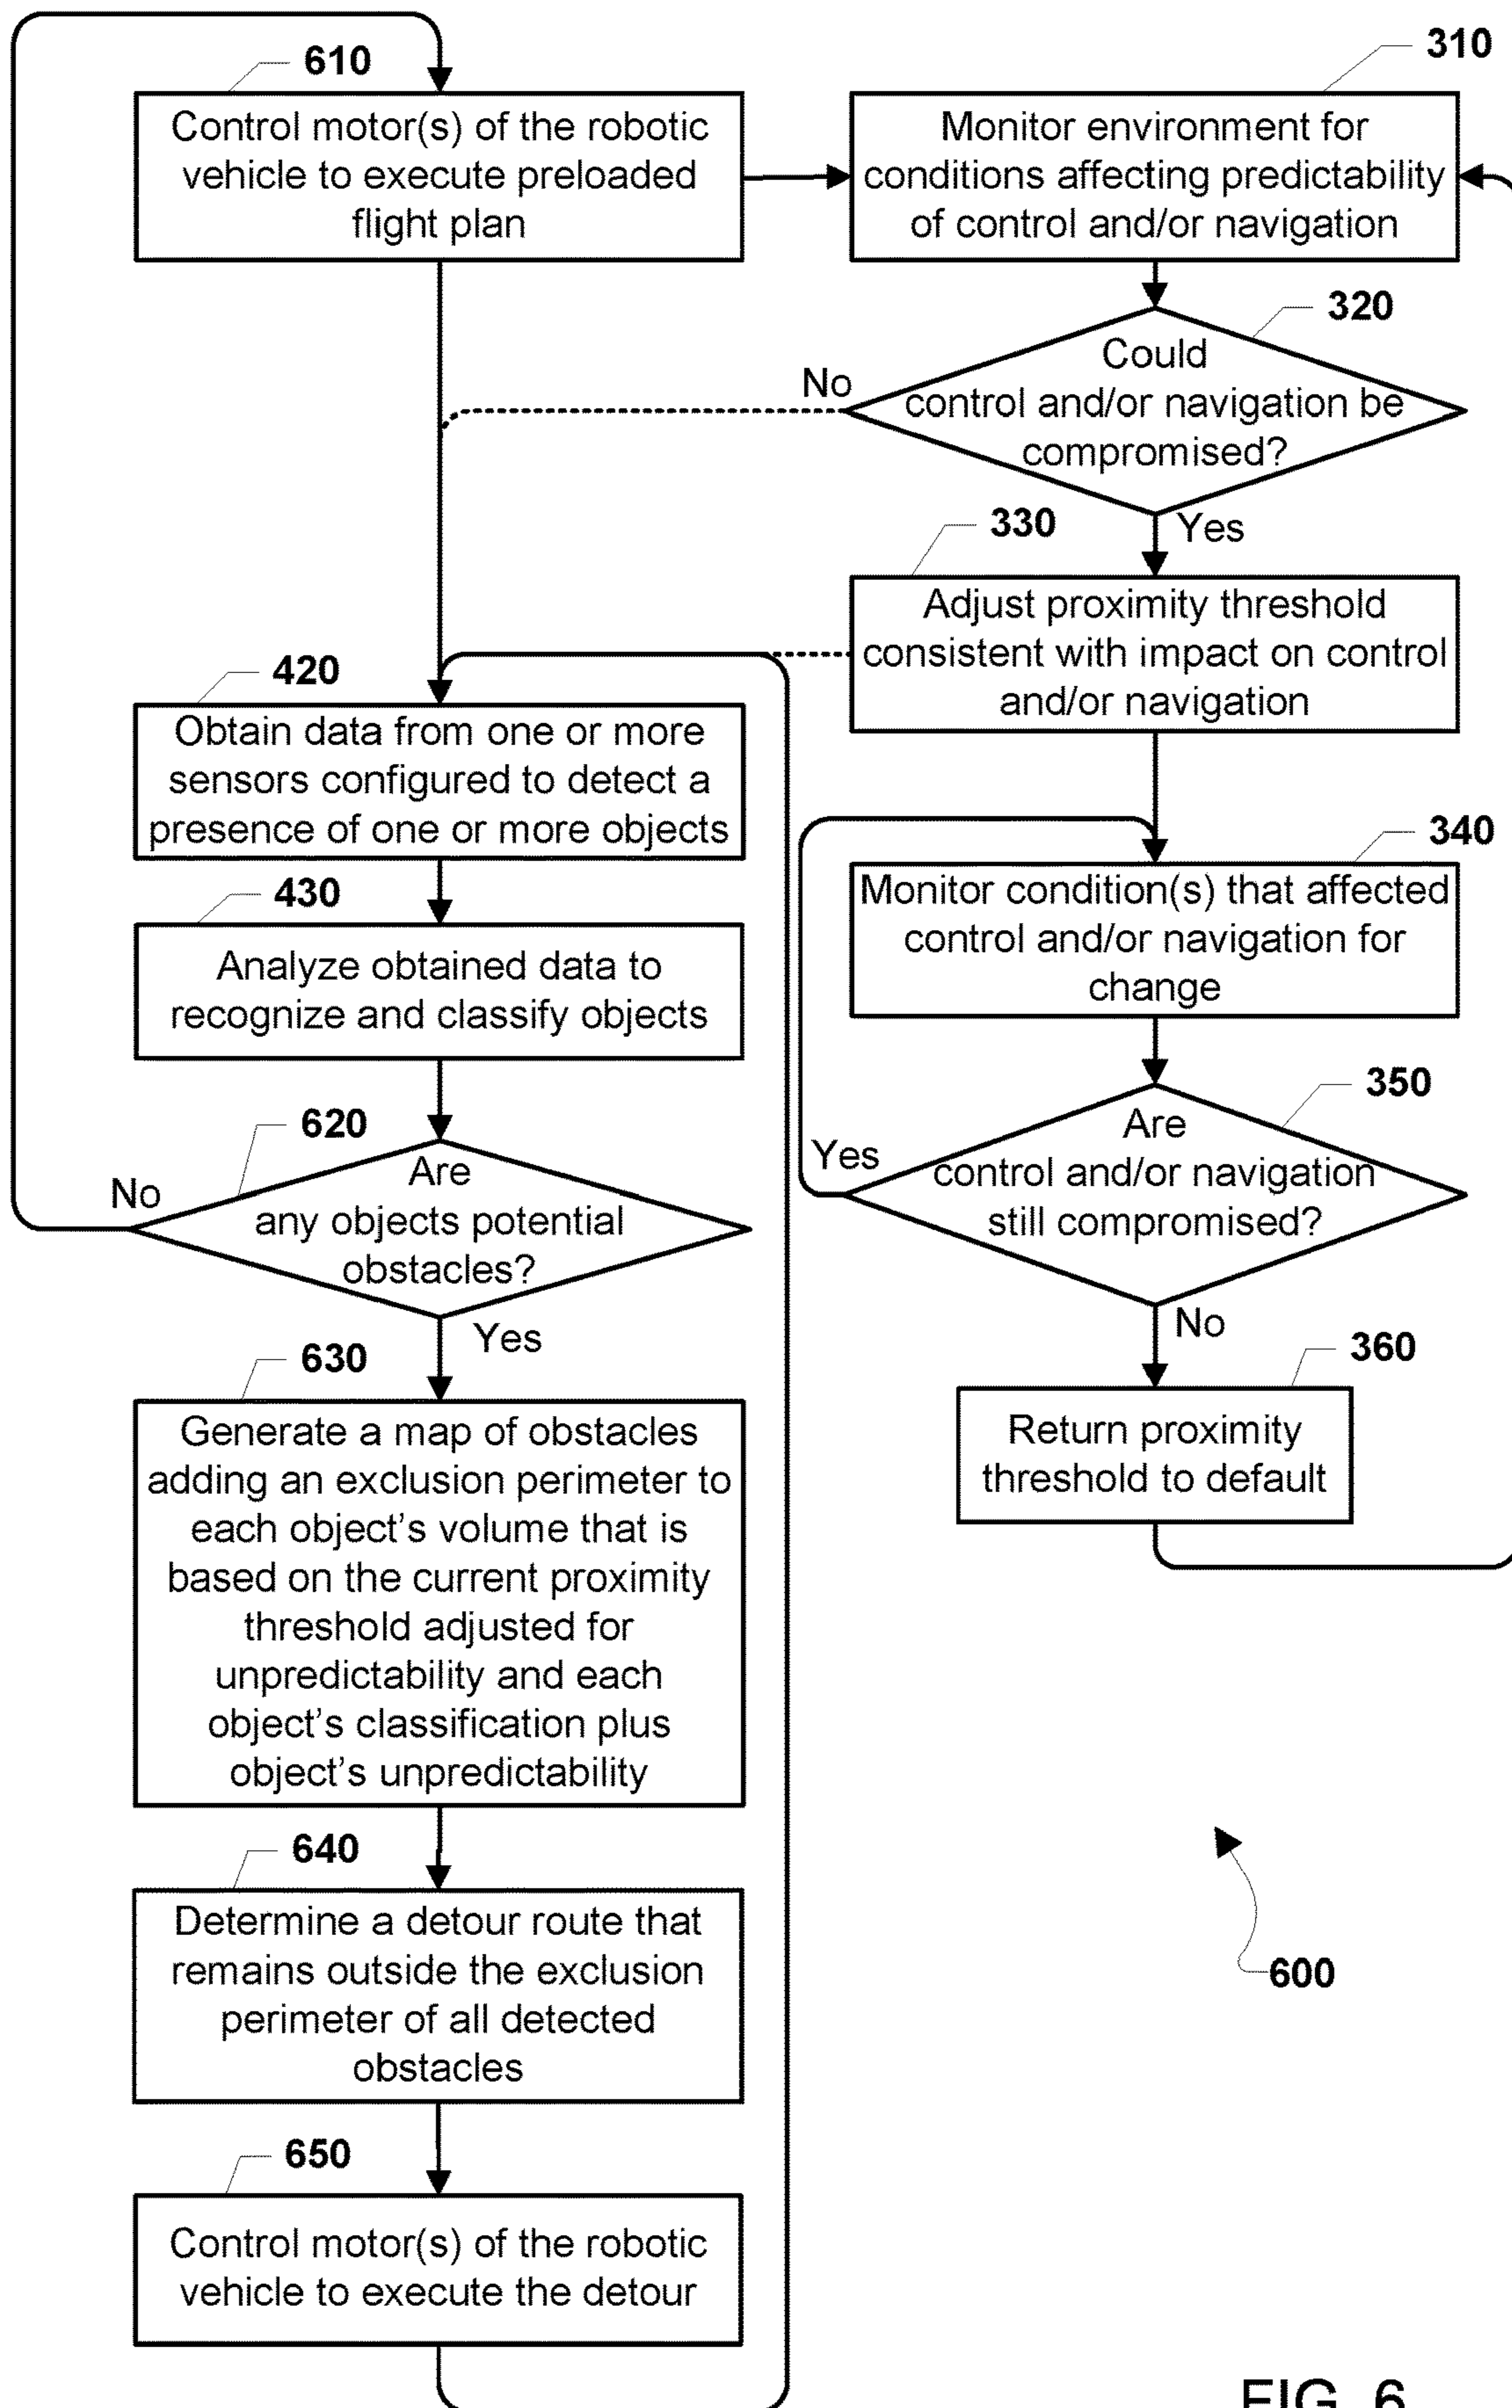 610
Control motor(s) of the robotic
vehicle to execute preloaded
flight plan
310
Monitor environment for
conditions affecting predictability
of control and/or navigation
320
Could
control and/or navigation be
compromised?
No
Yes
330
Adjust proximity threshold
consistent with impact on control
and/or navigation
420
Obtain data from one or more
sensors configured to detect a
presence of one or more objects
430
Analyze obtained data to
recognize and classify objects
340
Monitor condition(s) that affected
control and/or navigation for
change
350
Are
control and/or navigation
still compromised?
Yes
No
360
Return proximity
threshold to default
620
Are
any objects potential
obstacles?
No
Yes
630
Generate a map of obstacles
adding an exclusion perimeter to
each object's volume that is
based on the current proximity
threshold adjusted for
unpredictability and each
object's classification plus
object's unpredictability
640
Determine a detour route that
remains outside the exclusion
perimeter of all detected
obstacles
650
Control motor(s) of the robotic
vehicle to execute the detour
600
FIG. 6